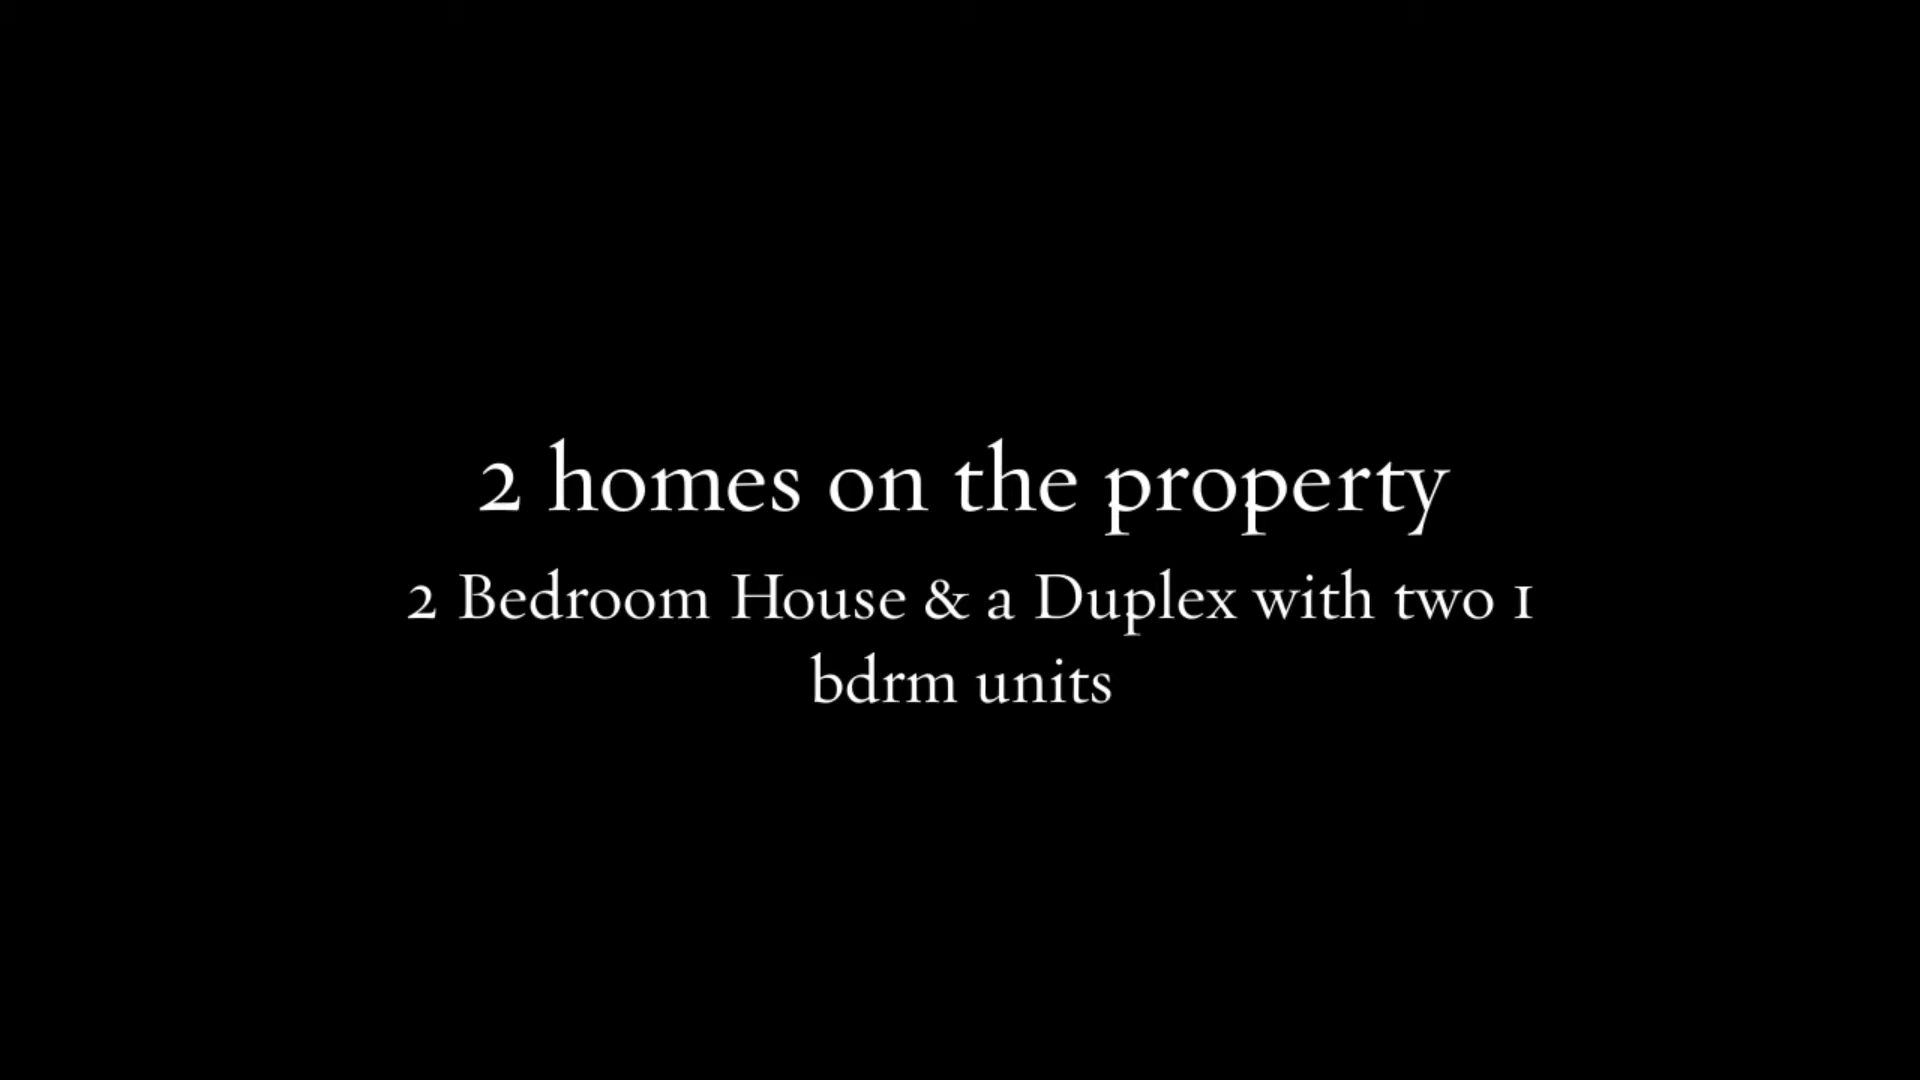 2 homes on the property
2 Bedroom House & a Duplex with two 1
bdrm units